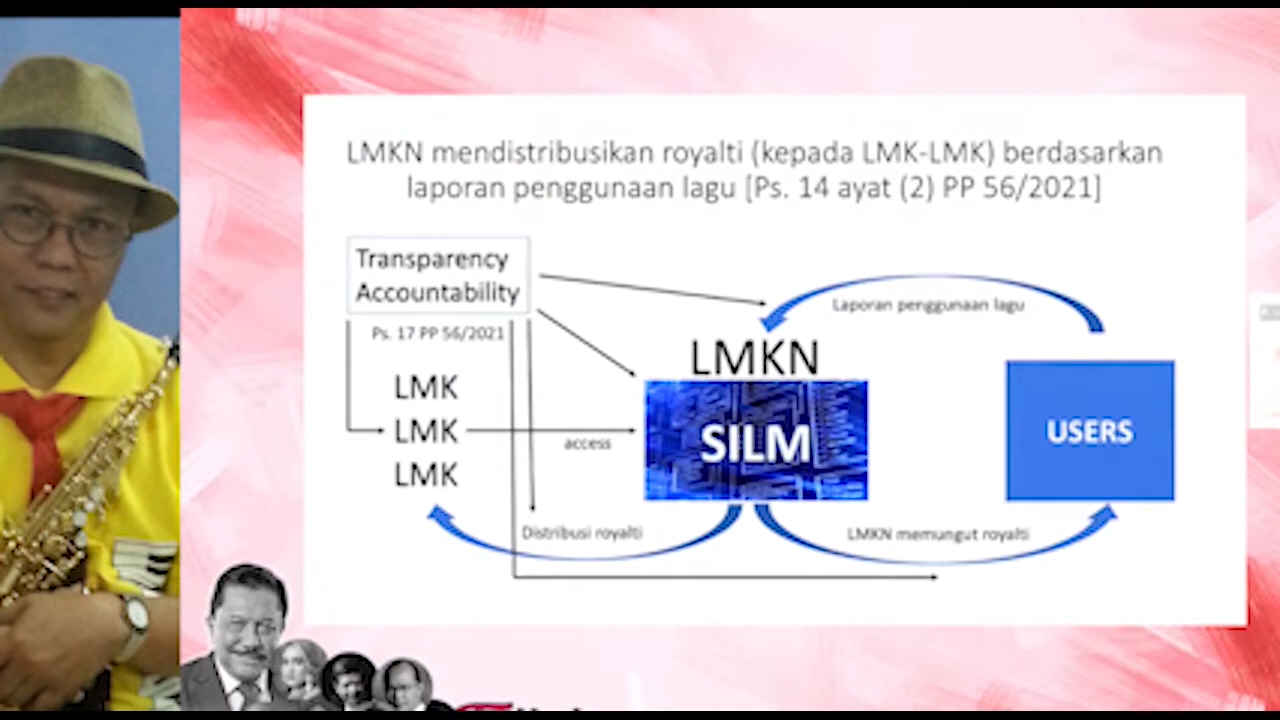 LMKN mendistribusikan royalti (kepada LMK-LMK) berdasarkan
laporan penggunaan lagu [Ps. 14 ayat (2) PP 56/2021]
Transparency
Accountability
Ps. 17 PP 56/2021
Laporan penggunaan lagu
LMKN
LMK
LMK
LMK
access
SILM
USERS
Distribusi royalti
LMKN memungut royalti